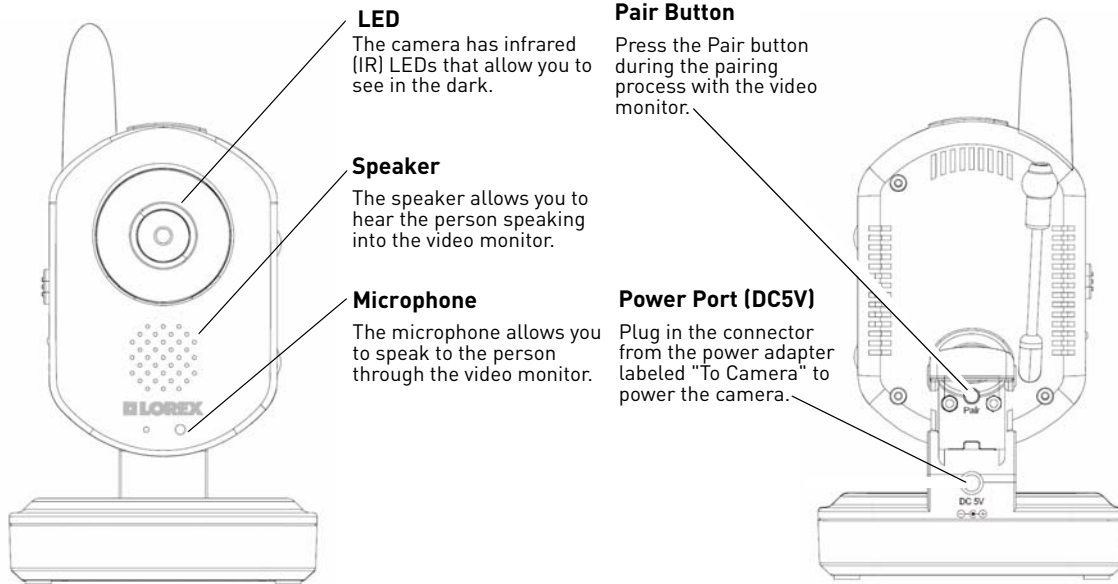 LED
The camera has infrared
(IR) LEDs that allow you to
see in the dark.
Speaker
The speaker allows you to
hear the person speaking
into the video monitor.
Microphone
The microphone allows you
to speak to the person
through the video monitor.
LOREX
Pair Button
Press the Pair button
during the pairing
process with the video
monitor.
Power Port (DC5V)
Plug in the connector
from the power adapter
labeled "To Camera" to
power the camera.
Pair
DC 5V